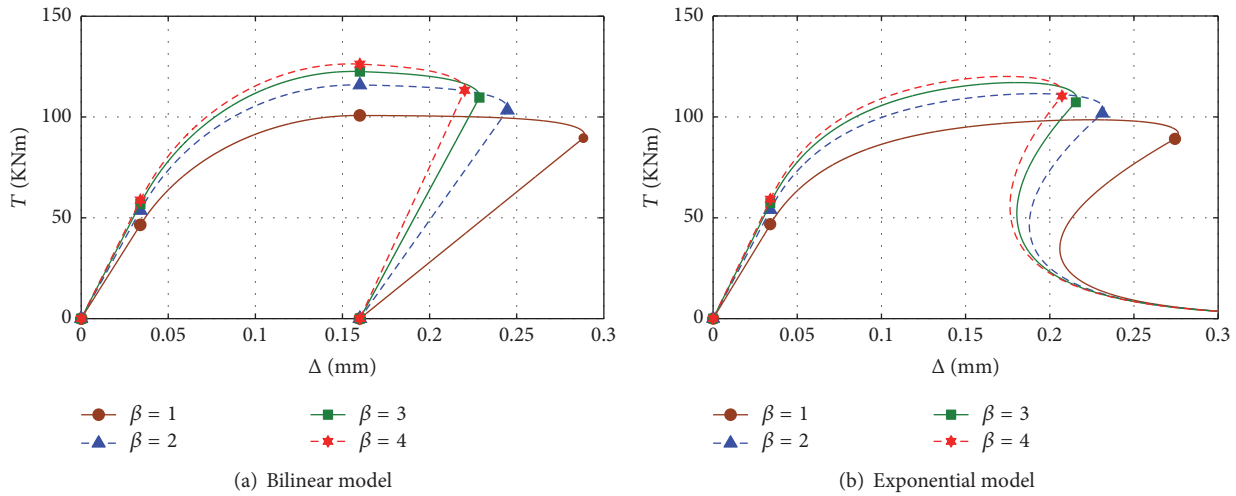 150
100
50
0
T (KNm)
0
0.05
0.1
0.15
0.2
0.25
0.3
Δ (mm)
β = 1
β = 2
β = 3
β = 4
(a) Bilinear model
150
100
50
0
T (KNm)
0
0.05
0.1
0.15
0.2
0.25
0.3
Δ (mm)
β = 1
β = 2
β = 3
β = 4
(b) Exponential model